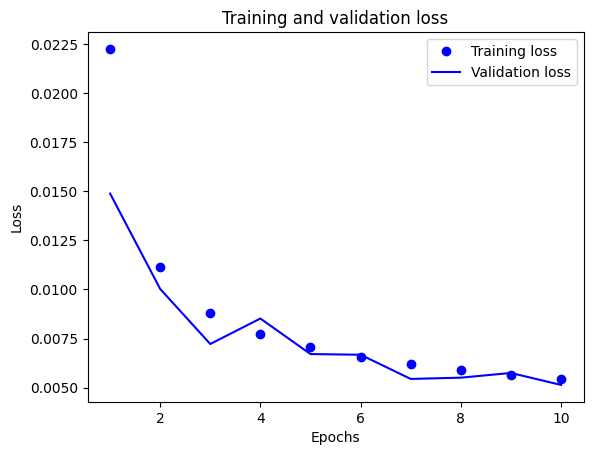 Training and validation loss
Training loss
Validation loss
0.0225
0.0200
0.0175
0.0150
0.0125
0.0100
0.0075
0.0050
Loss
2
4
6
8
10
Epochs